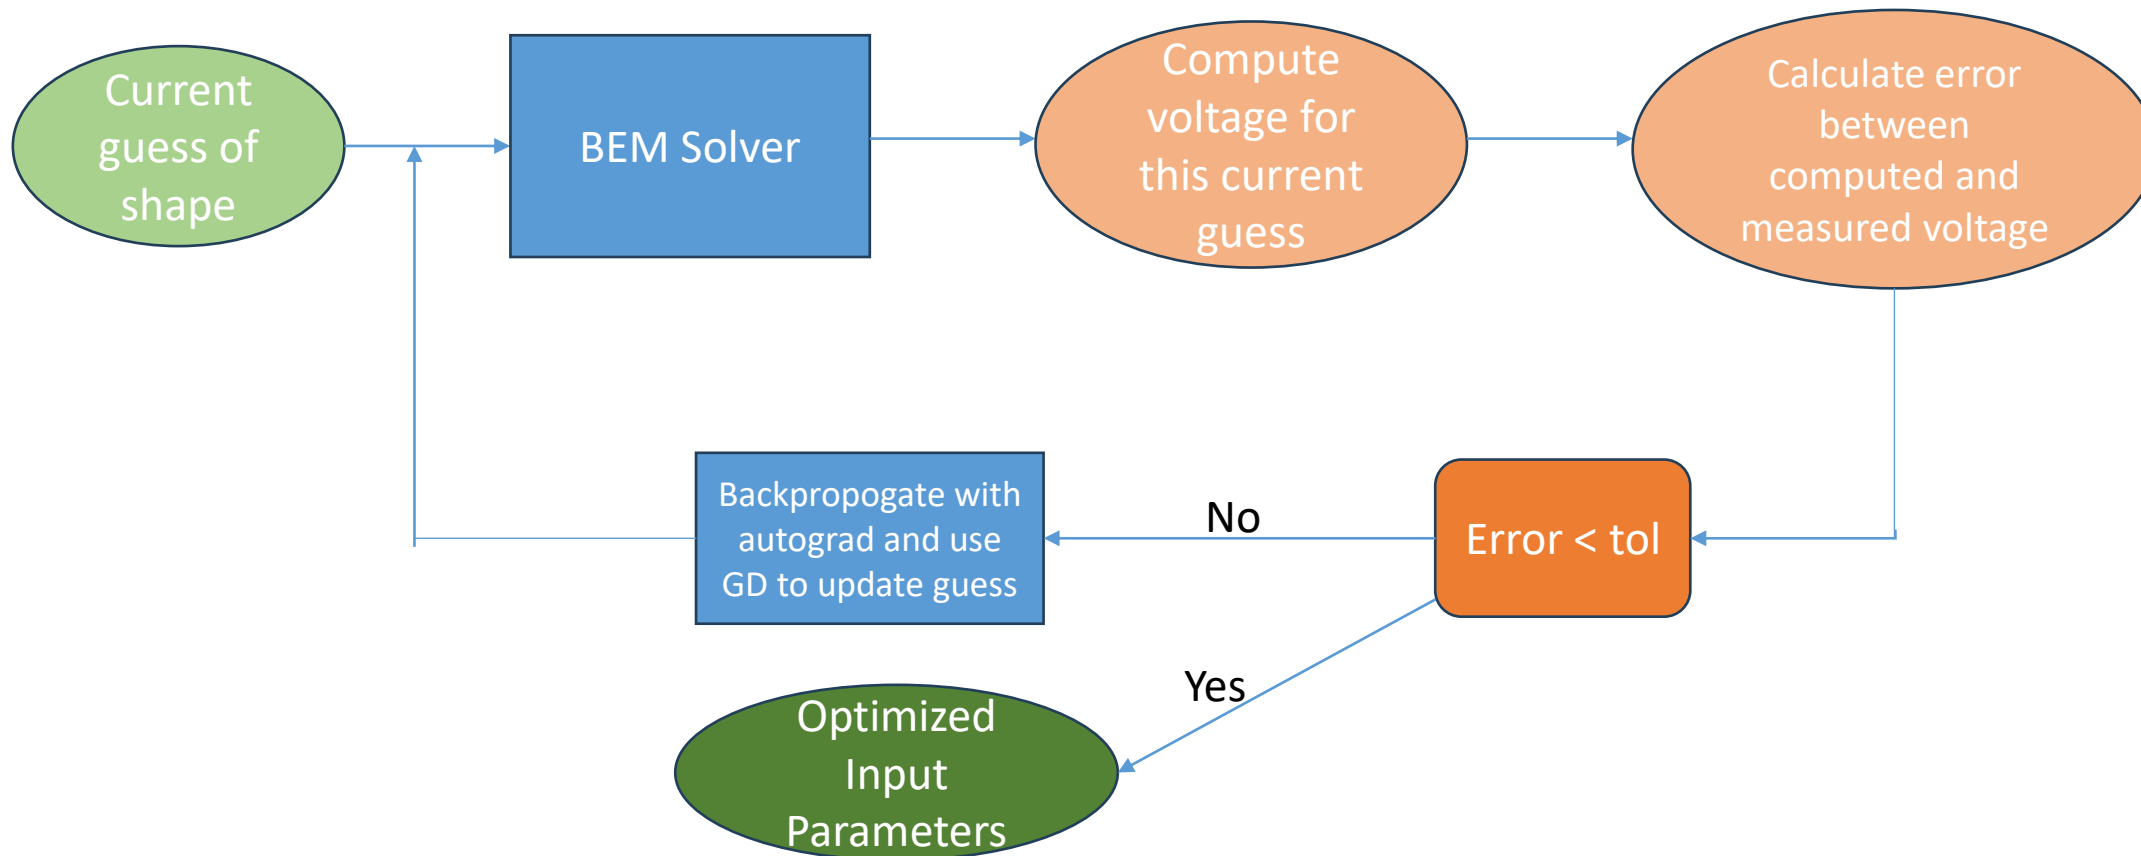 Current
guess of
shape
BEM Solver
Compute
voltage for
this current
guess
Calculate error
between
computed and
measured voltage
Backpropogate with
autograd and use
GD to update guess
No
Error < tol
Yes
Optimized
Input
Parameters